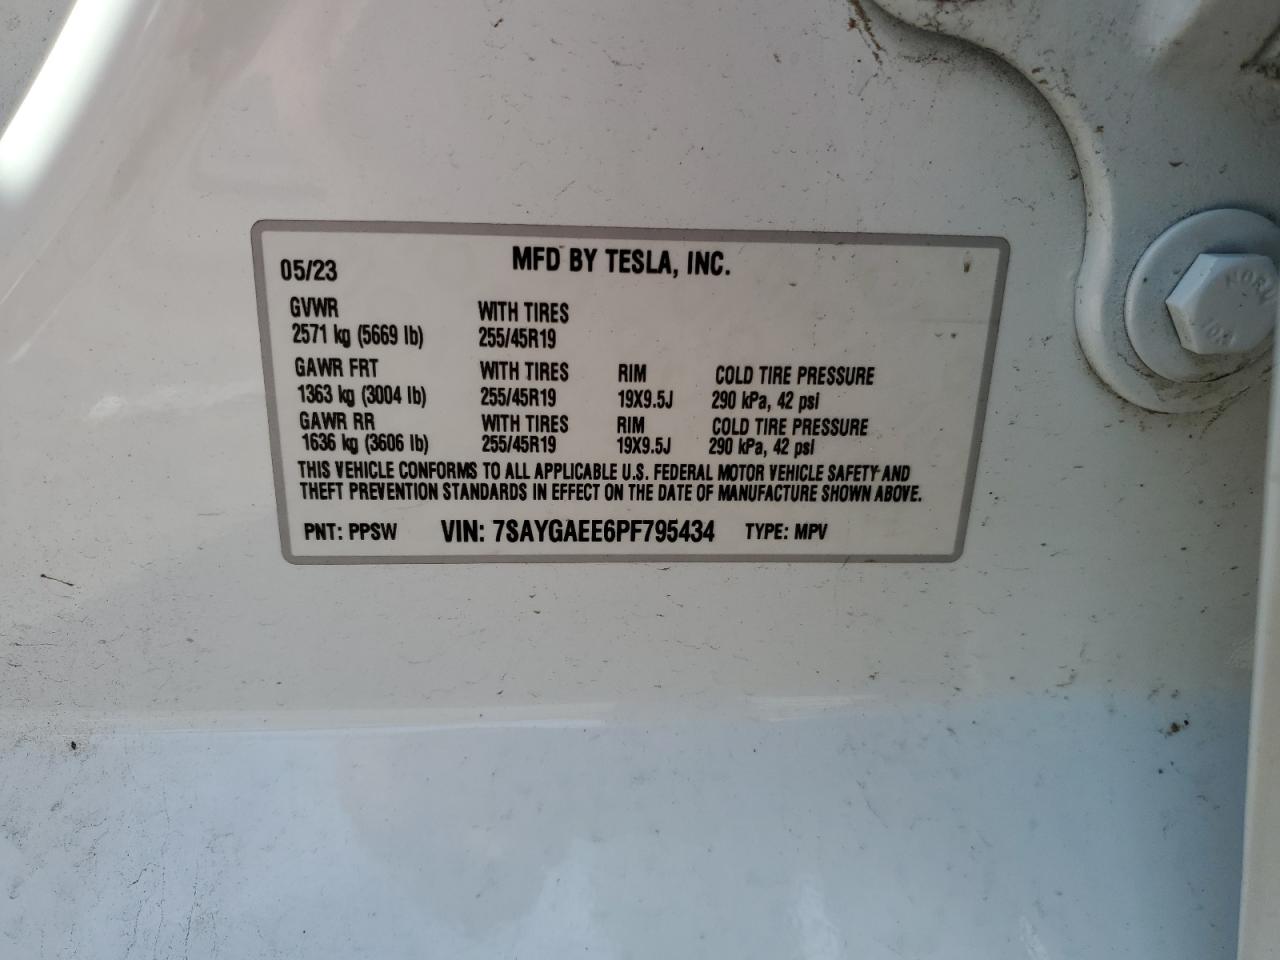 05/23 MFD BY TESLA, INC.
GVWR WITH TIRES
2571 kg (5669 lb) 255/45R19
GAWR FRT WITH TIRES RIM COLD TIRE PRESSURE
1363 kg (3004 lb) 255/45R19 19X9.5J 290 kPa, 42 psi
GAWR RR WITH TIRES RIM COLD TIRE PRESSURE
1636 kg (3606 lb) 255/45R19 19X9.5J 290 kPa, 42 psi
THIS VEHICLE CONFORMS TO ALL APPLICABLE U.S. FEDERAL MOTOR VEHICLE SAFETY AND
THEFT PREVENTION STANDARDS IN EFFECT ON THE DATE OF MANUFACTURE SHOWN ABOVE.
PNT: PPSW VIN: 7SAYGAEE6PF795434 TYPE: MPV